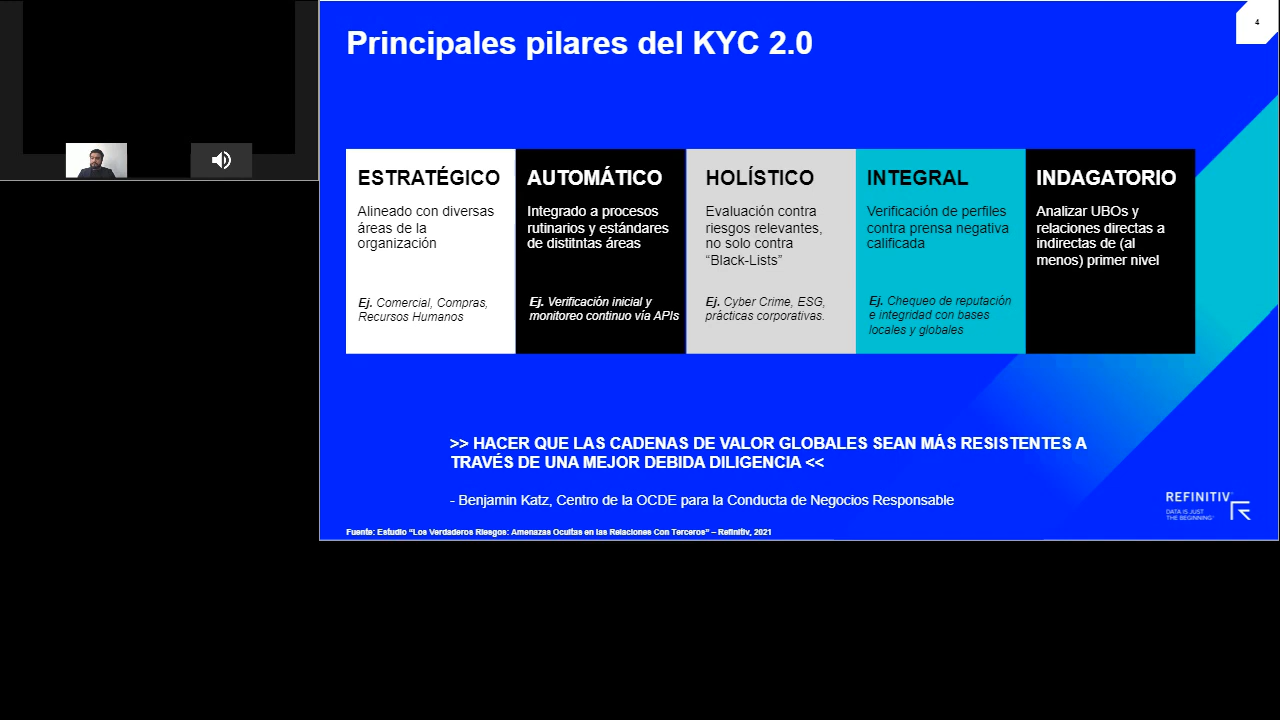 4
Principales pilares del KYC 2.0
ESTRATÉGICO
Alineado con diversas
áreas de la
organización
Ej. Comercial, Compras,
Recursos Humanos
AUTOMÁTICO
Integrado a procesos
rutinarios y estándares
de distitntas áreas
Ej. Verificación inicial y
monitoreo continuo vía APIs
HOLÍSTICO
Evaluación contra
riesgos relevantes,
no solo contra
“Black-Lists”
Ej. Cyber Crime, ESG,
prácticas corporativas.
INTEGRAL
Verificación de perfiles
contra prensa negativa
calificada
Ej. Chequeo de reputación
e integridad con bases
locales y globales
INDAGATORIO
Analizar UBOs y
relaciones directas a
indirectas de (al
menos) primer nivel
>> HACER QUE LAS CADENAS DE VALOR GLOBALES SEAN MÁS RESISTENTES A
TRAVÉS DE UNA MEJOR DEBIDA DILIGENCIA <<
- Benjamin Katz, Centro de la OCDE para la Conducta de Negocios Responsable
REFINITIV
DATA IS JUST
THE BEGINNING
Fuente: Estudio “Los Verdaderos Riesgos: Amenazas Ocultas en las Relaciones Con Terceros” – Refinitiv, 2021